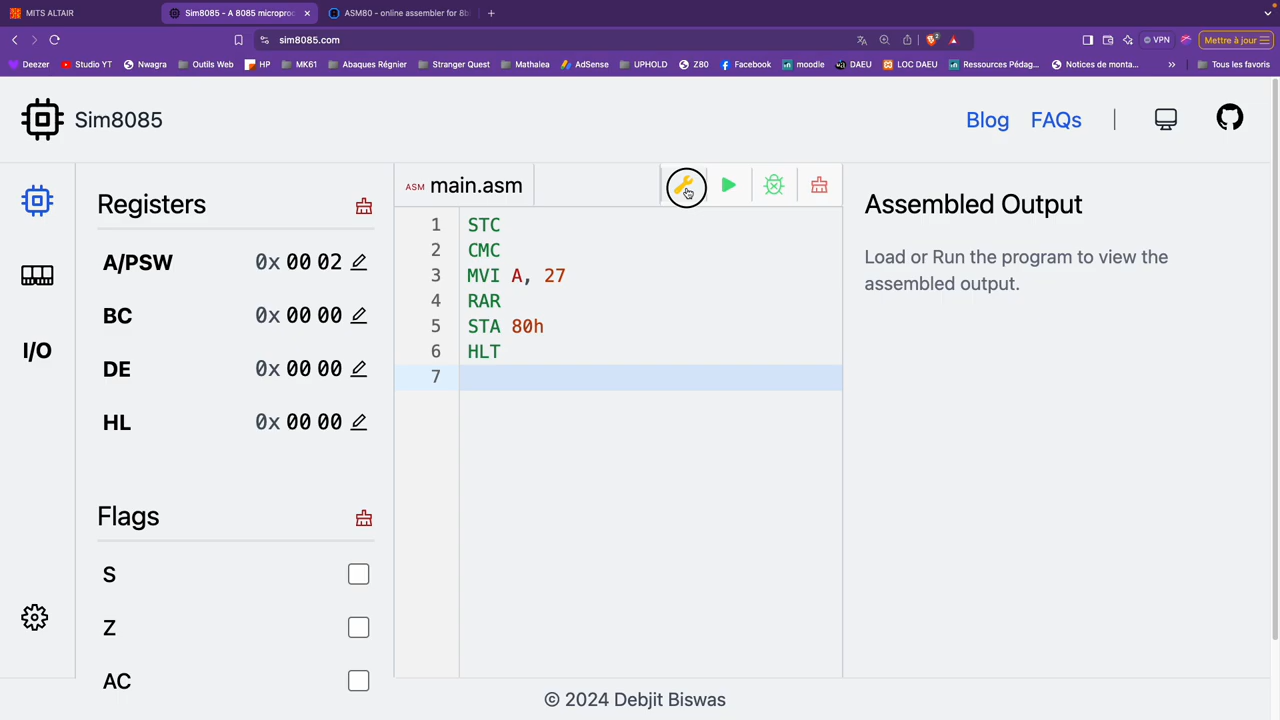 MITS ALTAIR
Sim8085 - A 8085 microproc
ASM80 - online assembler for 8b
sim8085.com
VPN
Mettre à jour
Deezer
Studio YT
Nwagra
Outils Web
HP
MK61
Abaques Régnier
Stranger Quest
Mathalea
AdSense
UPHOLD
Z80
Facebook
moodle
DAEU
LOC DAEU
Ressources Pédag...
Notices de monta...
»
Tous les favoris
Sim8085
Blog
FAQs
Registers
A/PSW 0x 00 02
BC 0x 00 00
DE 0x 00 00
HL 0x 00 00
I/O
Flags
S
Z
AC
ASM main.asm
1 STC
2 CMC
3 MVI A, 27
4 RAR
5 STA 80h
6 HLT
7
Assembled Output
Load or Run the program to view the
assembled output.
© 2024 Debjit Biswas